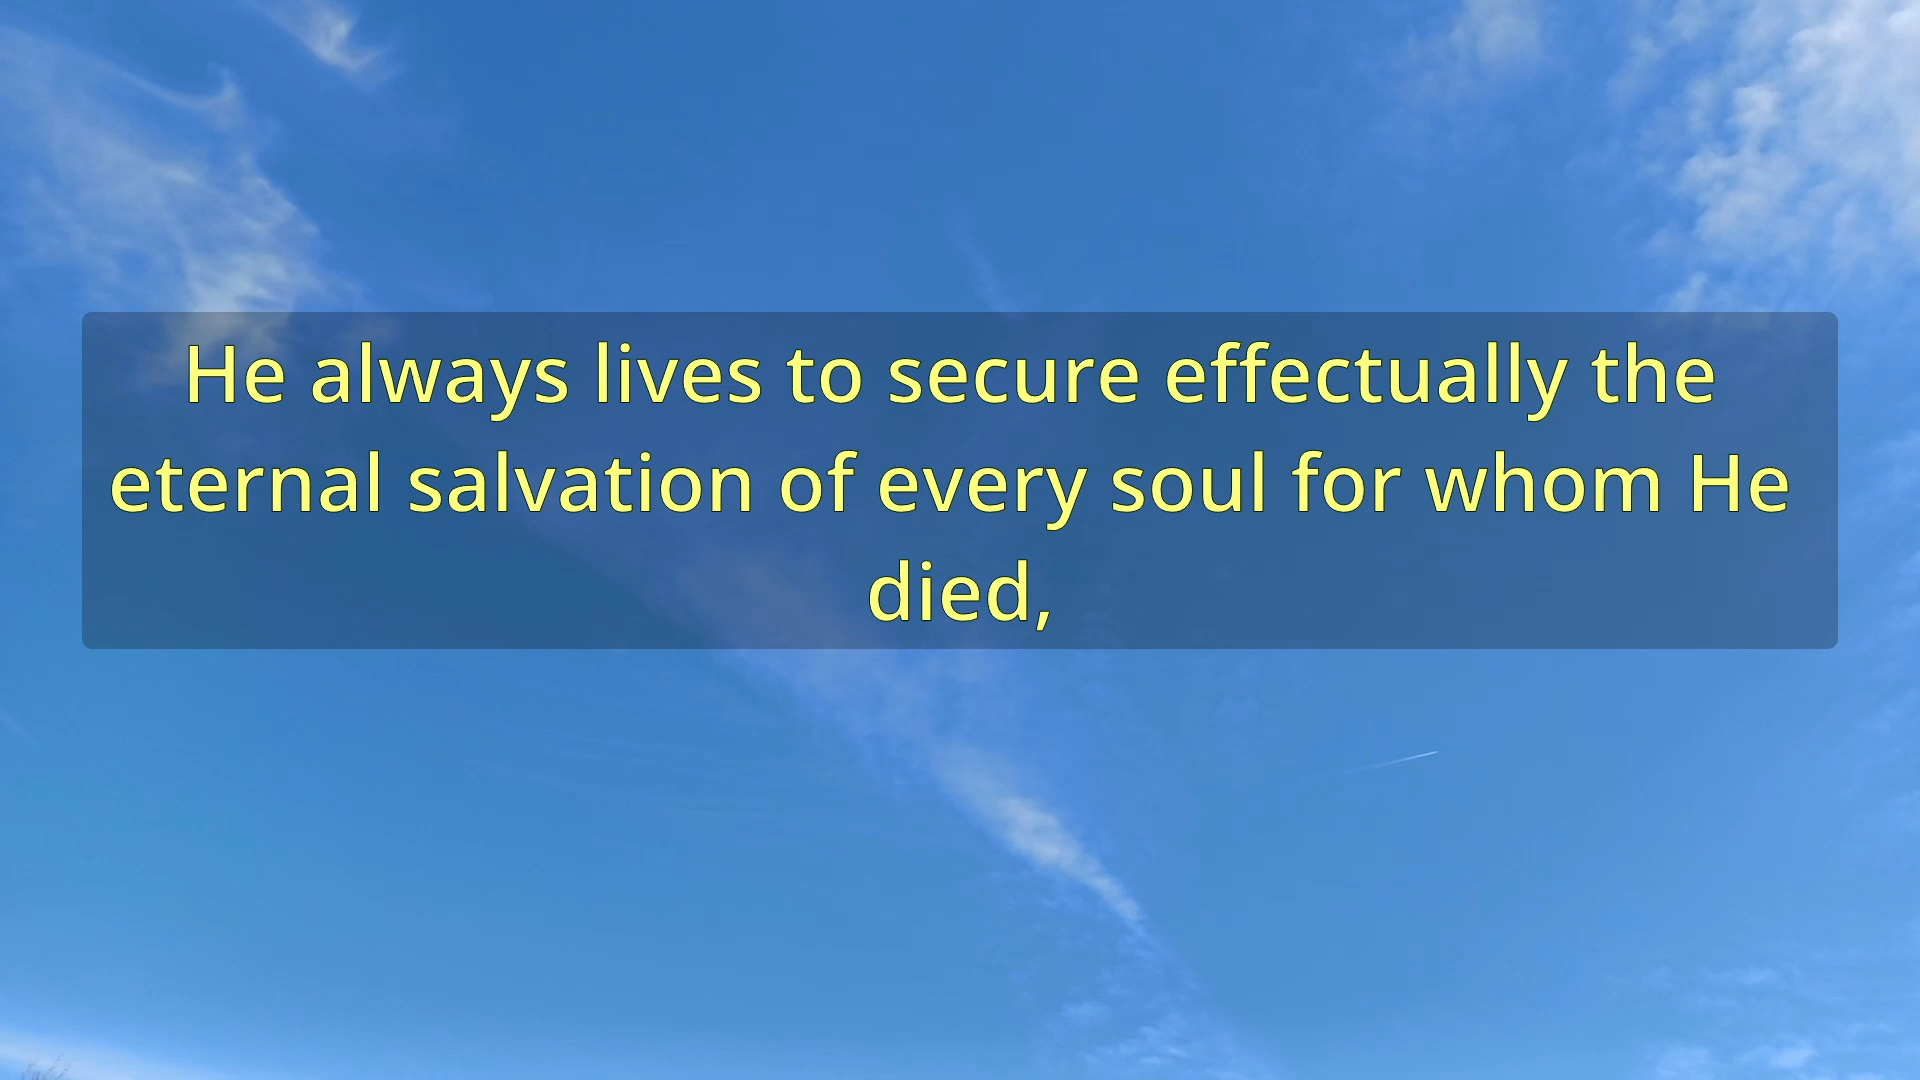 He always lives to secure effectually the
eternal salvation of every soul for whom He
died,